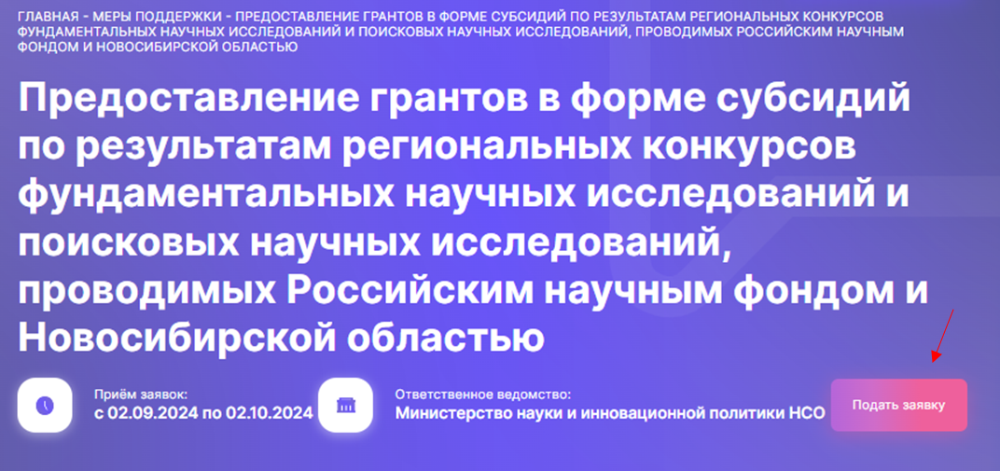 ГЛАВНАЯ - МЕРЫ ПОДДЕРЖКИ - ПРЕДОСТАВЛЕНИЕ ГРАНТОВ В ФОРМЕ СУБСИДИЙ ПО РЕЗУЛЬТАТАМ РЕГИОНАЛЬНЫХ КОНКУРСОВ
ФУНДАМЕНТАЛЬНЫХ НАУЧНЫХ ИССЛЕДОВАНИЙ И ПОИСКОВЫХ НАУЧНЫХ ИССЛЕДОВАНИЙ, ПРОВОДИМЫХ РОССИЙСКИМ НАУЧНЫМ
ФОНДОМ И НОВОСИБИРСКОЙ ОБЛАСТЬЮ
Предоставление грантов в форме субсидий
по результатам региональных конкурсов
фундаментальных научных исследований и
поисковых научных исследований,
проводимых Российским научным фондом и
Новосибирской областью
Приём заявок:
с 02.09.2024 по 02.10.2024
Ответственное ведомство:
Министерство науки и инновационной политики НСО
Подать заявку